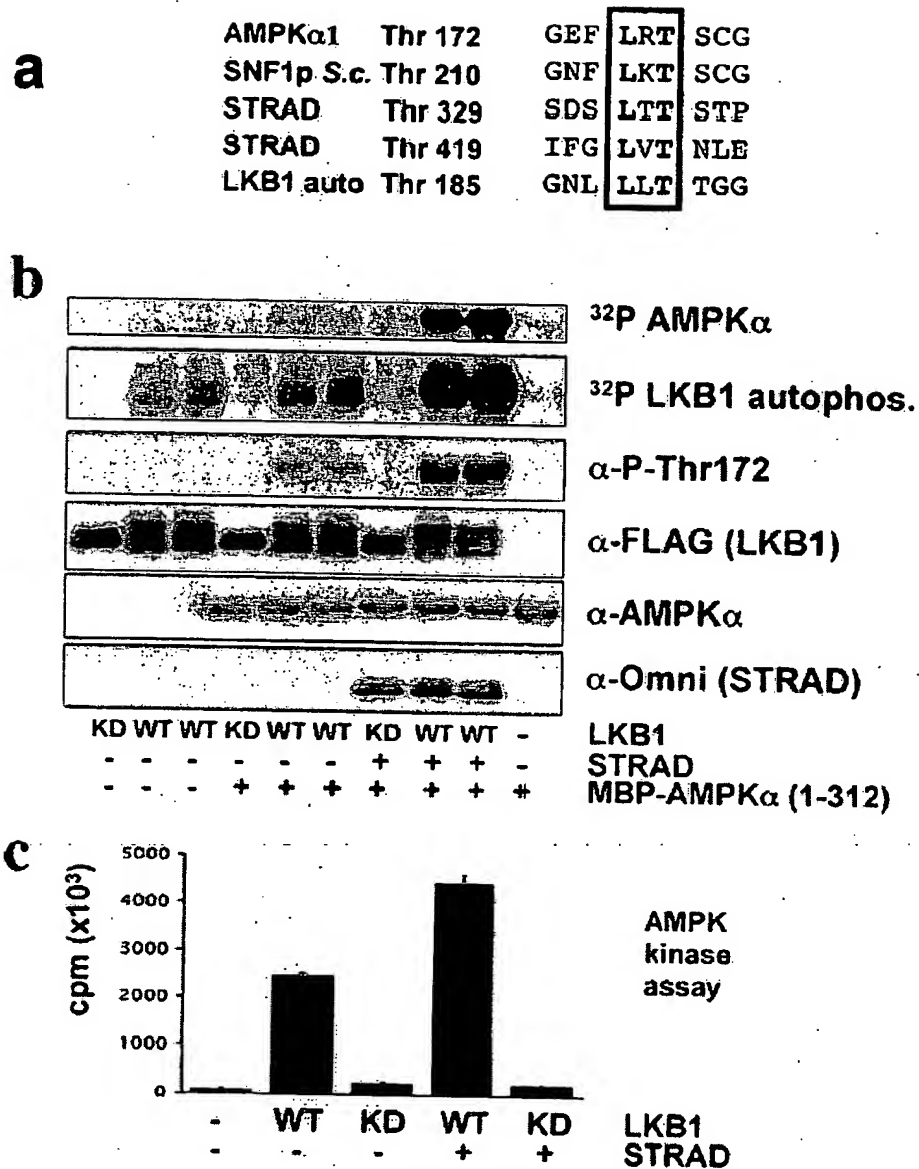 a
AMPKα1 Thr 172 GEF LRT SCG
SNF1p S.c. Thr 210 GNF LKT SCG
STRAD Thr 329 SDS LTT STP
STRAD Thr 419 IFG LVT NLE
LKB1 auto Thr 185 GNL LLT TGG
b
³²P AMPKα
³²P LKB1 autophos.
α-P-Thr172
α-FLAG (LKB1)
α-AMPKα
α-Omni (STRAD)
KD WT WT KD WT WT KD WT WT - LKB1
- - - - - - + + + - STRAD
- - - + + + + + + + MBP-AMPKα (1-312)
c
cpm (x10³)
5000
4000
3000
2000
1000
0
AMPK
kinase
assay
- WT KD WT KD LKB1
- - - + + STRAD